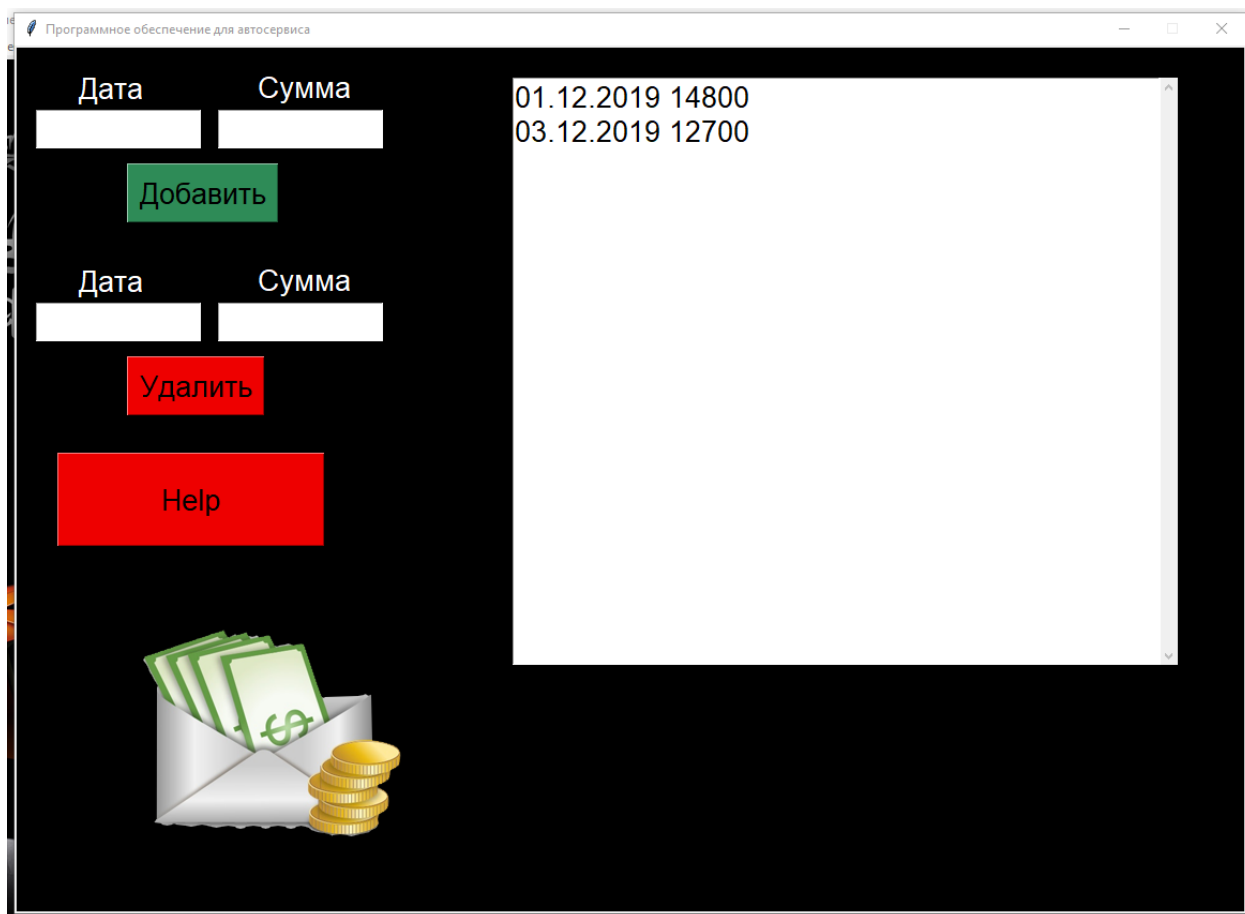 Программное обеспечение для автосервиса
Дата Сумма
Добавить
Дата Сумма
Удалить
Help
01.12.2019 14800
03.12.2019 12700
$